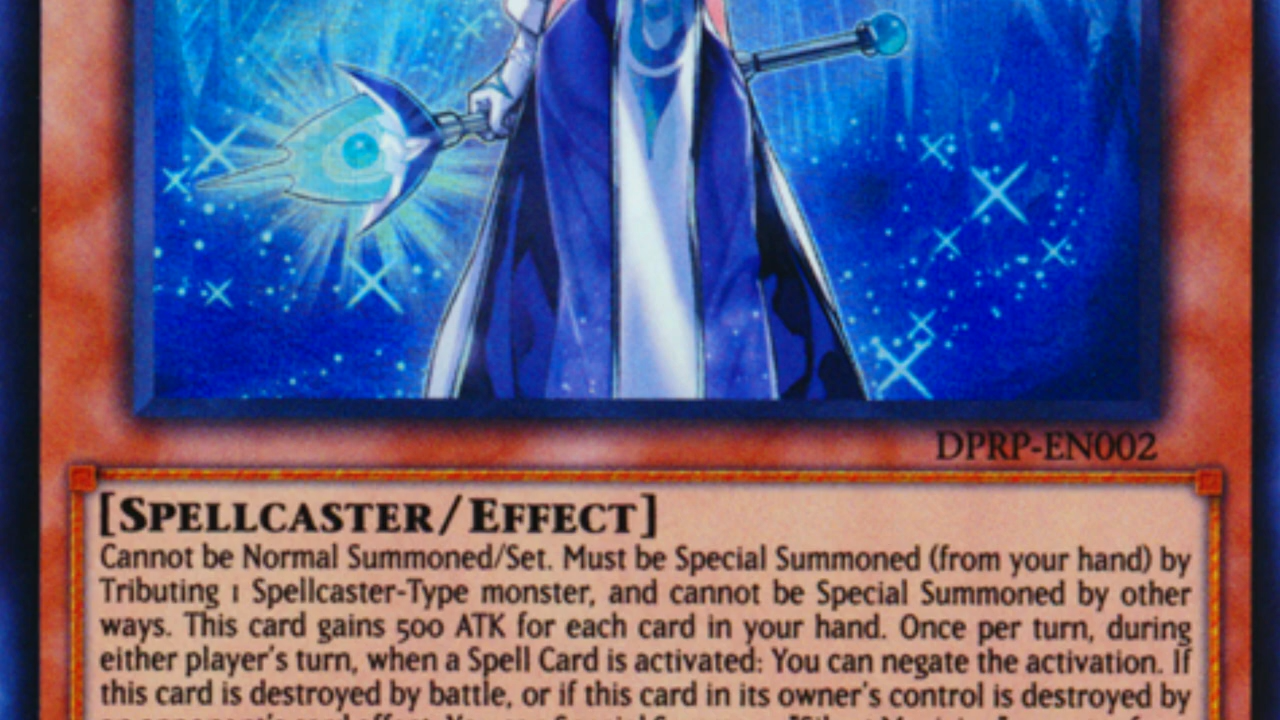 DPRP-EN002
[SPELLCASTER/EFFECT]
Cannot be Normal Summoned/Set. Must be Special Summoned (from your hand) by
Tributing 1 Spellcaster-Type monster, and cannot be Special Summoned by other
ways. This card gains 500 ATK for each card in your hand. Once per turn, during
either player's turn, when a Spell Card is activated: You can negate the activation. If
this card is destroyed by battle, or if this card in its owner's control is destroyed by